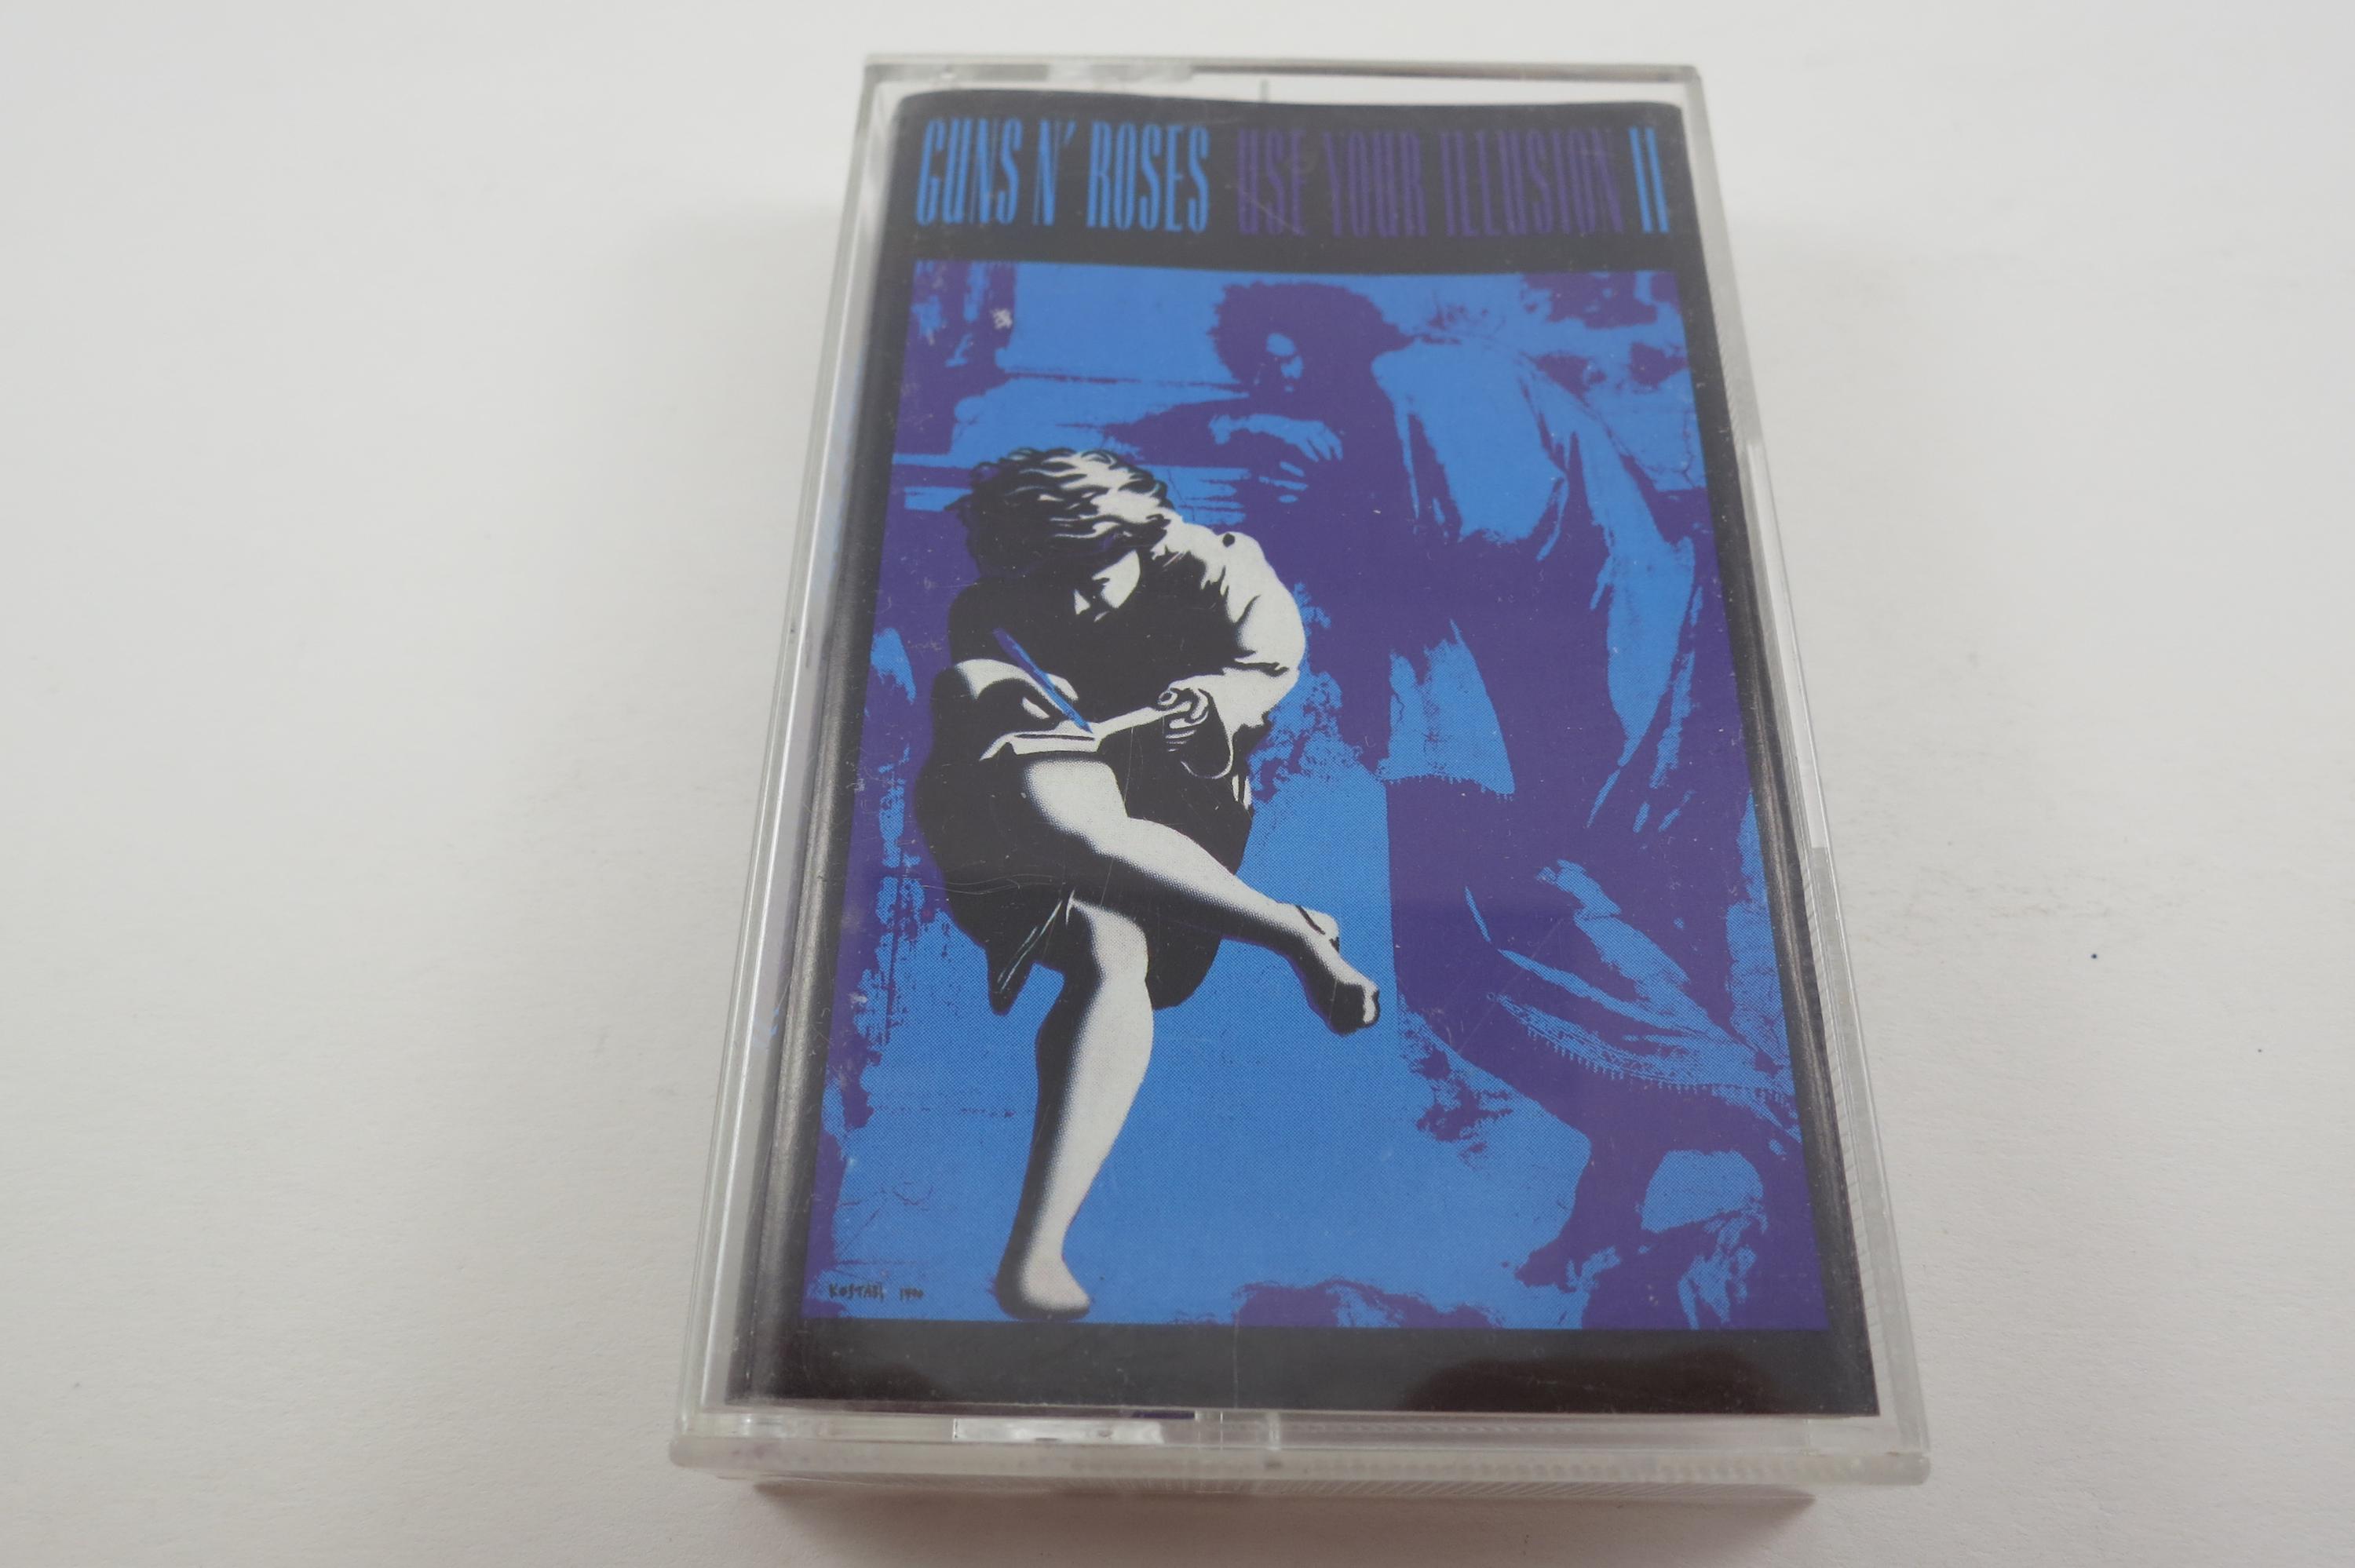 GUNS N' ROSES USE YOUR ILLUSION II
KOSTABI 1990